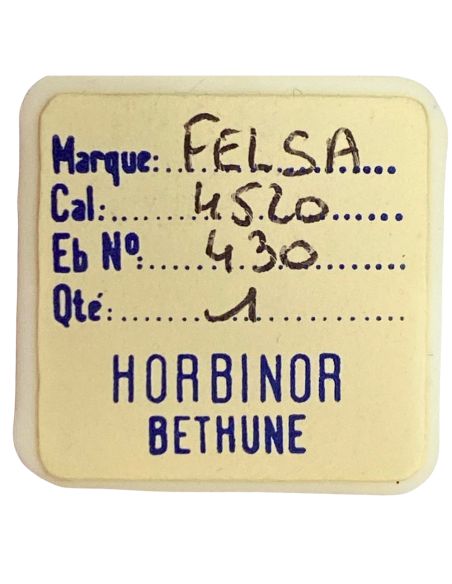 Marque: FELSA
Cal: 4520
Eb Nº: 430
Qté: 1
HORBINOR
BETHUNE